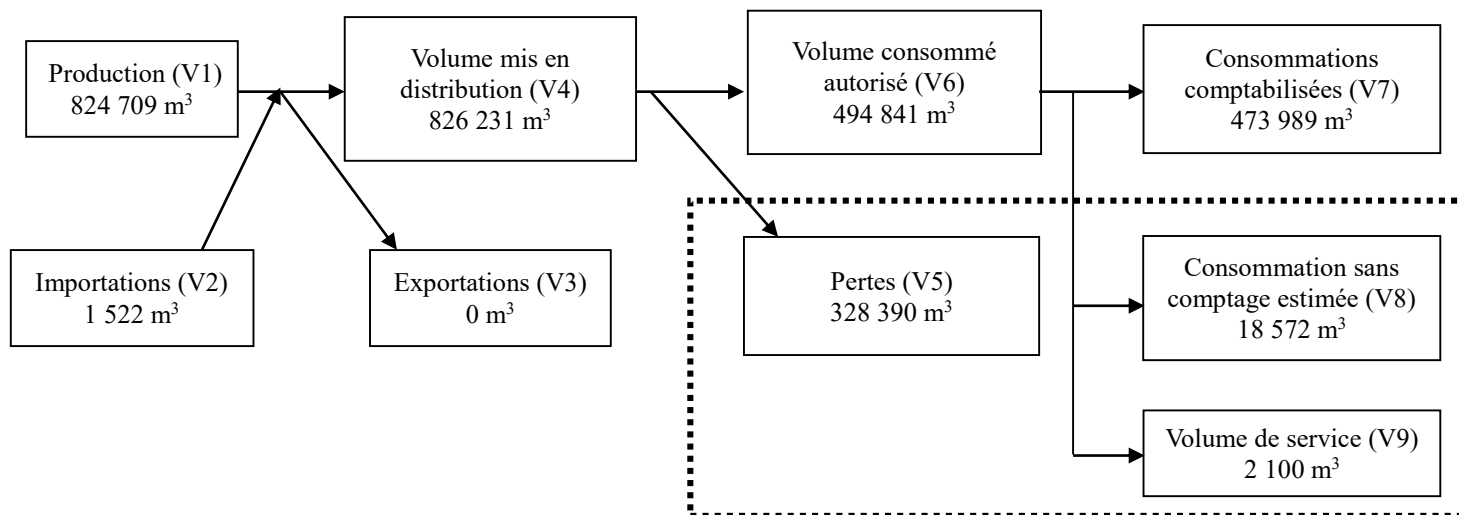 Production (V1)
824 709 m³
Volume mis en
distribution (V4)
826 231 m³
Volume consommé
autorisé (V6)
494 841 m³
Consommations
comptabilisées (V7)
473 989 m³
Importations (V2)
1 522 m³
Exportations (V3)
0 m³
Pertes (V5)
328 390 m³
Consommation sans
comptage estimée (V8)
18 572 m³
Volume de service (V9)
2 100 m³